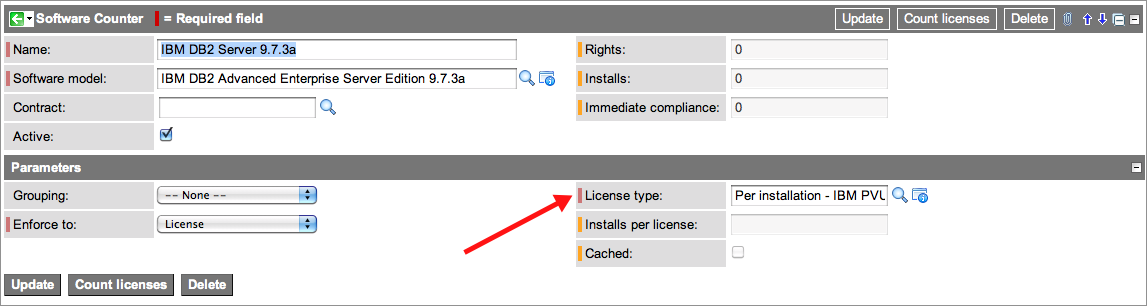 Software Counter = Required field Update Count licenses Delete
Name: IBM DB2 Server 9.7.3a Rights: 0
Software model: IBM DB2 Advanced Enterprise Server Edition 9.7.3a Installs: 0
Contract: Immediate compliance: 0
Active:
Parameters
Grouping: -- None -- License type: Per installation - IBM PVU
Enforce to: License Installs per license:
Cached:
Update Count licenses Delete